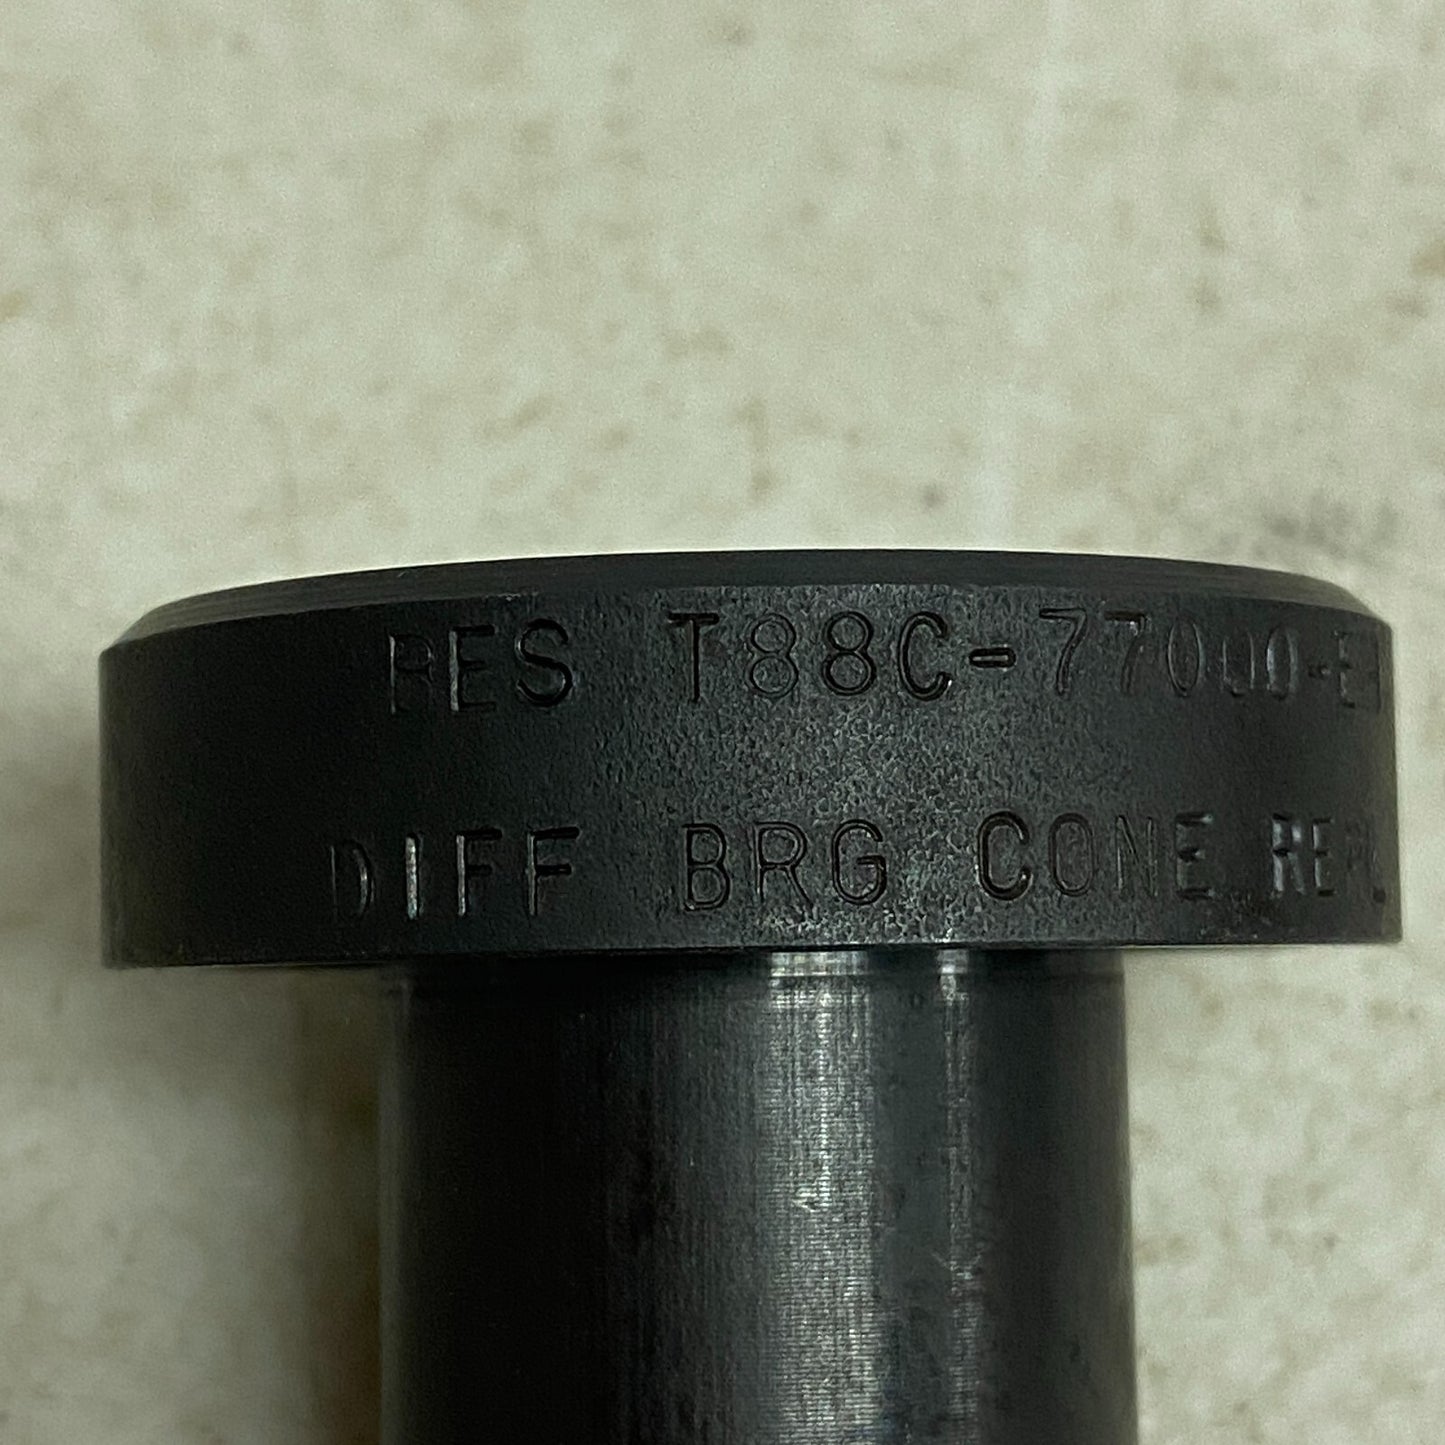 RES T88C-77000-E
DIFF BRG CONE REPL